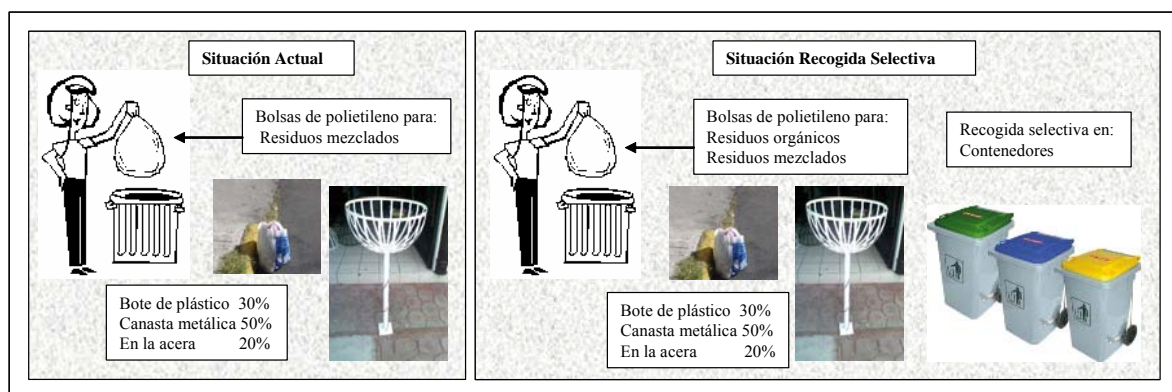 Situación Actual
Bolsas de polietileno para:
Residuos mezclados
Bote de plástico 30%
Canasta metálica 50%
En la acera 20%
Situación Recogida Selectiva
Bolsas de polietileno para:
Residuos orgánicos
Residuos mezclados
Recogida selectiva en:
Contenedores
Bote de plástico 30%
Canasta metálica 50%
En la acera 20%